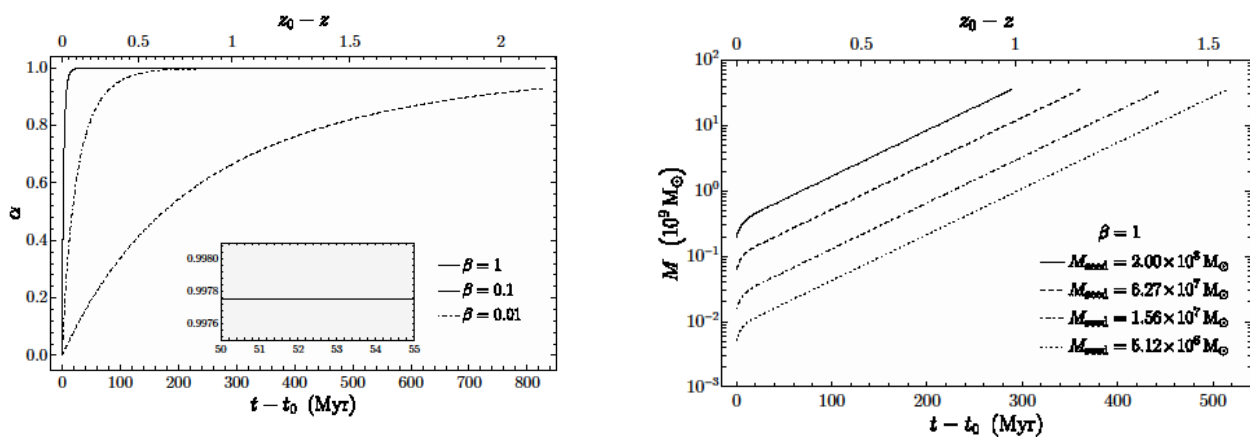 z₀ − z
0 0.5 1 1.5 2
1.0
0.8
0.6
0.4
0.2
0.0
α
0.9980
0.9978
0.9976
50 51 52 53 54 55
β = 1
β = 0.1
β = 0.01
0 100 200 300 400 500 600 700 800
t − t₀ (Myr)
z₀ − z
0 0.5 1 1.5
10²
10¹
10⁰
10⁻¹
10⁻²
10⁻³
M (10⁹ M☉)
β = 1
M_seed = 2.00×10⁸ M☉
M_seed = 6.27×10⁷ M☉
M_seed = 1.56×10⁷ M☉
M_seed = 5.12×10⁶ M☉
0 100 200 300 400 500
t − t₀ (Myr)